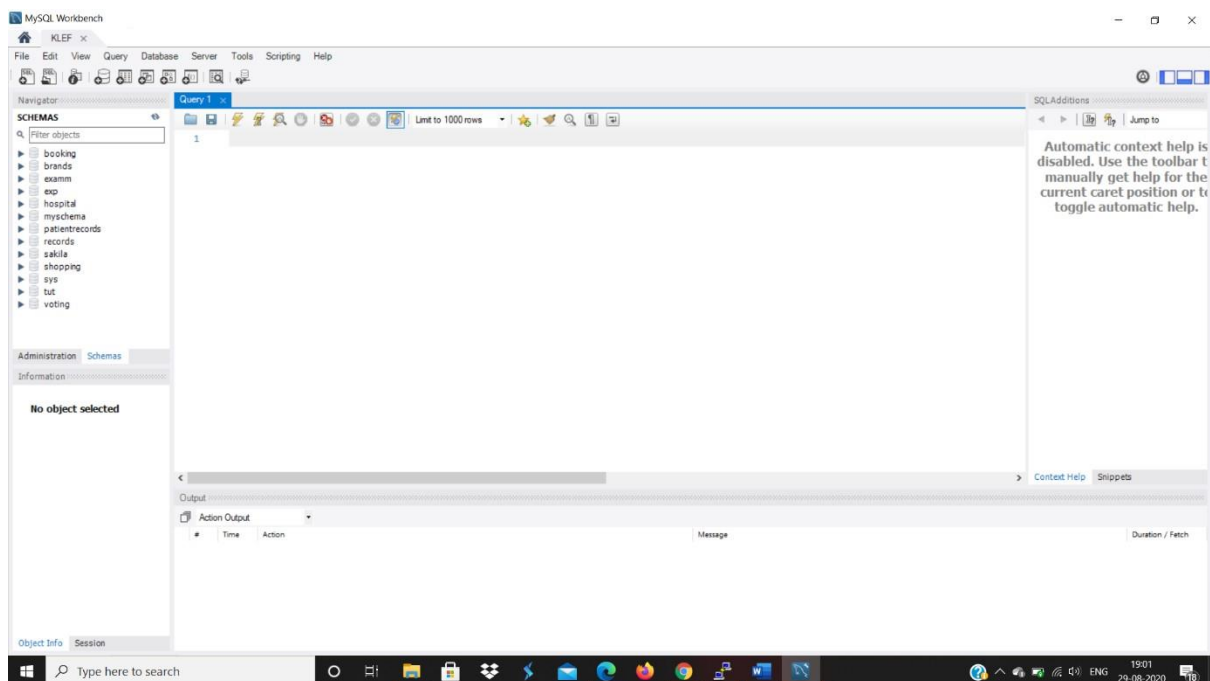 MySQL Workbench
KLEF
File Edit View Query Database Server Tools Scripting Help
Navigator
SCHEMAS
Filter objects
booking
brands
examm
exp
hospital
myschema
patientrecords
records
sakila
shopping
sys
tut
voting
Administration Schemas
Information
No object selected
Object Info Session
Query 1
Limit to 1000 rows
1
Output
Action Output
# Time Action Message Duration / Fetch
SQLAdditions
Jump to
Automatic context help is
disabled. Use the toolbar t
manually get help for the
current caret position or to
toggle automatic help.
Context Help Snippets
Type here to search
ENG
19:01
29-08-2020
18